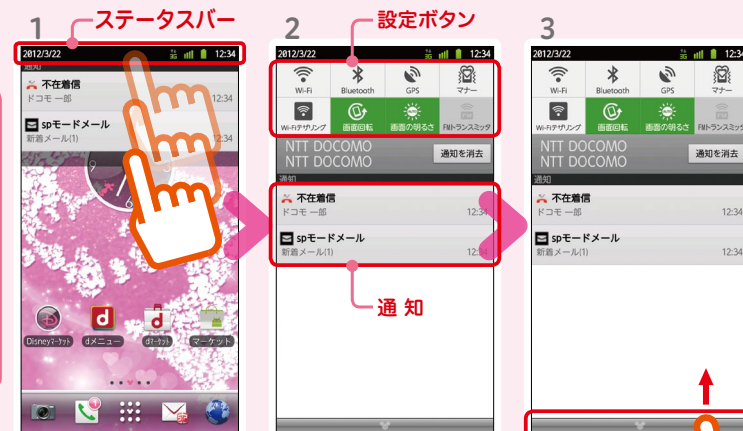 1
ステータスバー
2012/3/22 3G 12:34
通知
不在着信
ドコモ 一郎 12:34
spモードメール
新着メール(1) 12:34
Disneyマーケット dメニュー dマーケット マーケット
2
設定ボタン
2012/3/22 3G 12:34
Wi-Fi Bluetooth GPS マナー
Wi-Fiテザリング 画面回転 画面の明るさ FMトランスミッタ
NTT DOCOMO
NTT DOCOMO
通知を消去
通知
不在着信
ドコモ 一郎 12:34
spモードメール
新着メール(1) 12:34
通 知
3
2012/3/22 3G 12:34
Wi-Fi Bluetooth GPS マナー
Wi-Fiテザリング 画面回転 画面の明るさ FMトランスミッタ
NTT DOCOMO
NTT DOCOMO
通知を消去
通知
不在着信
ドコモ 一郎 12:34
spモードメール
新着メール(1) 12:34